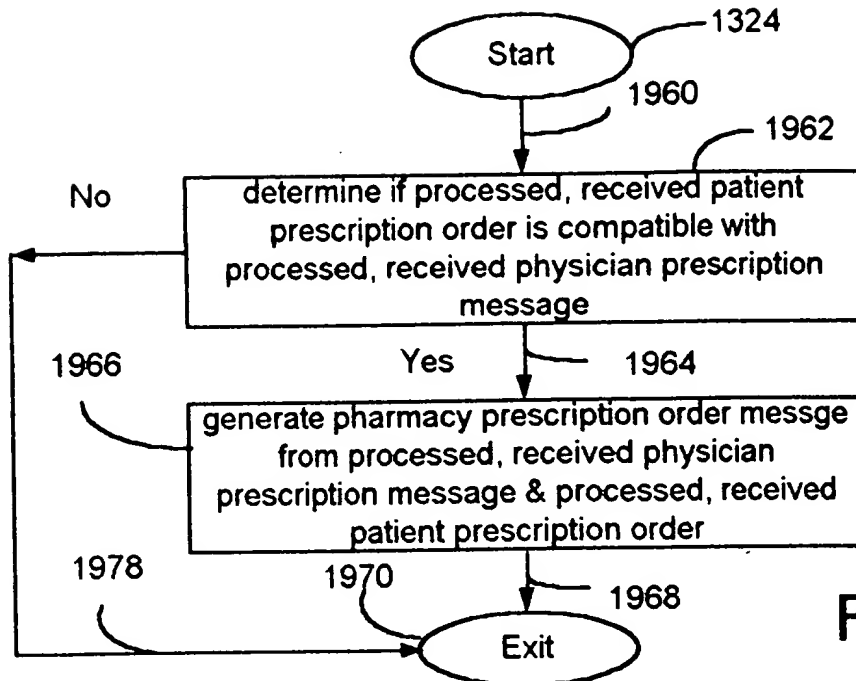 1324
Start
1960
1962
No
determine if processed, received patient
prescription order is compatible with
processed, received physician prescription
message
1966
Yes
1964
generate pharmacy prescription order messge
from processed, received physician
prescription message & processed, received
patient prescription order
1978
1970
1968
F
Exit